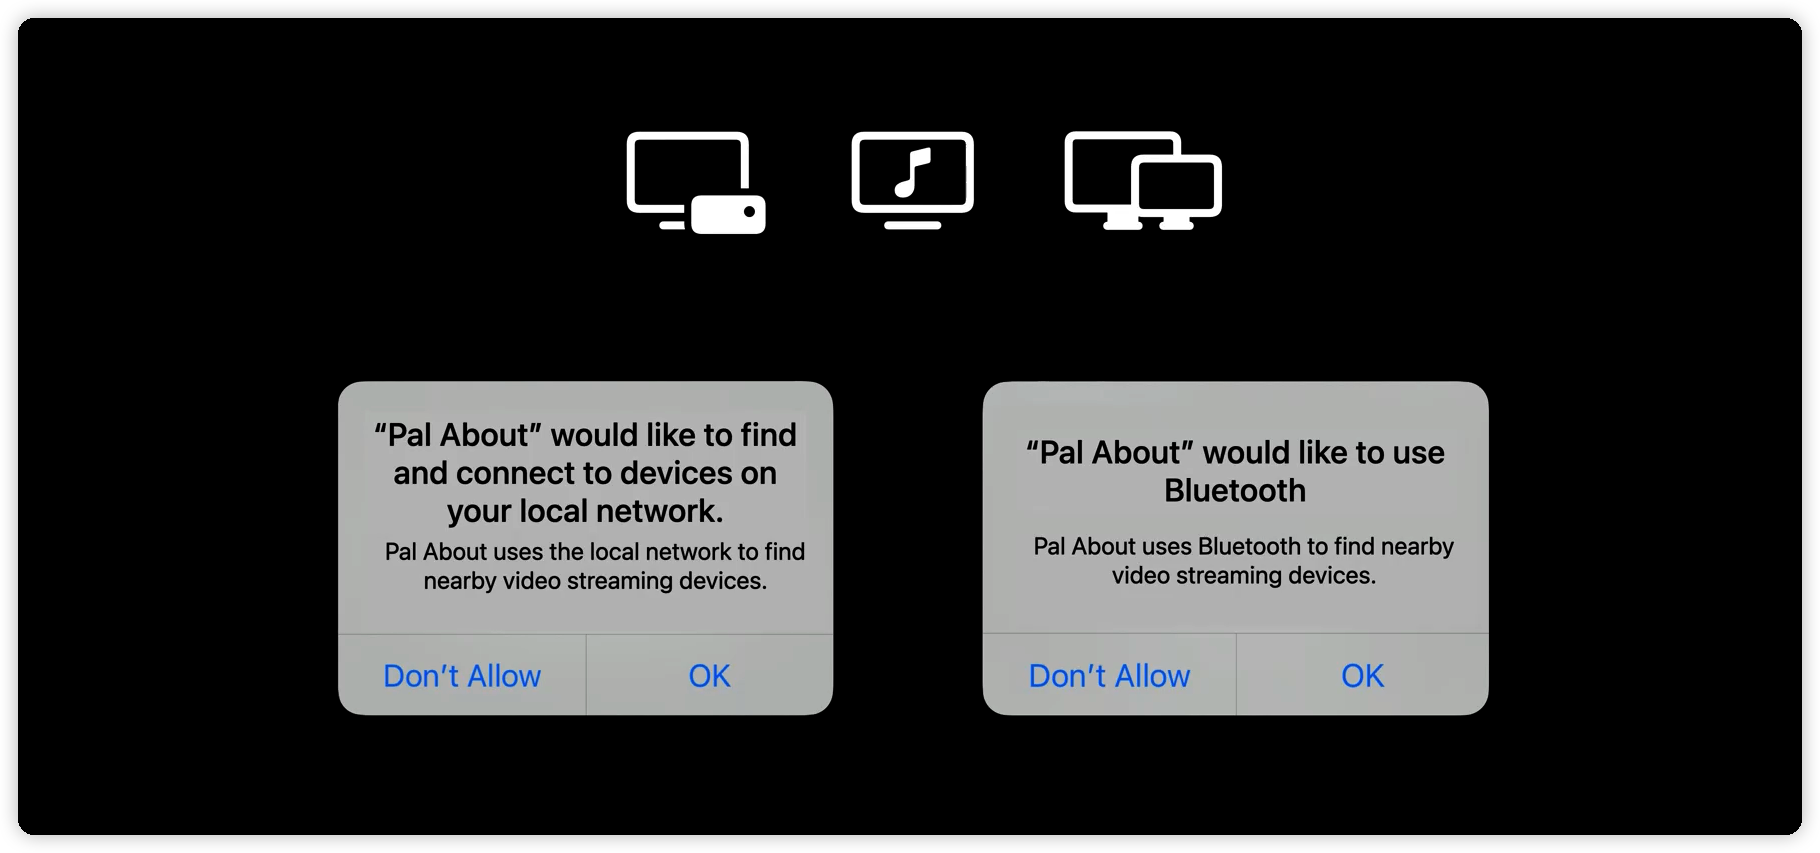 “Pal About” would like to find
and connect to devices on
your local network.
Pal About uses the local network to find
nearby video streaming devices.
Don’t Allow
OK
“Pal About” would like to use
Bluetooth
Pal About uses Bluetooth to find nearby
video streaming devices.
Don’t Allow
OK